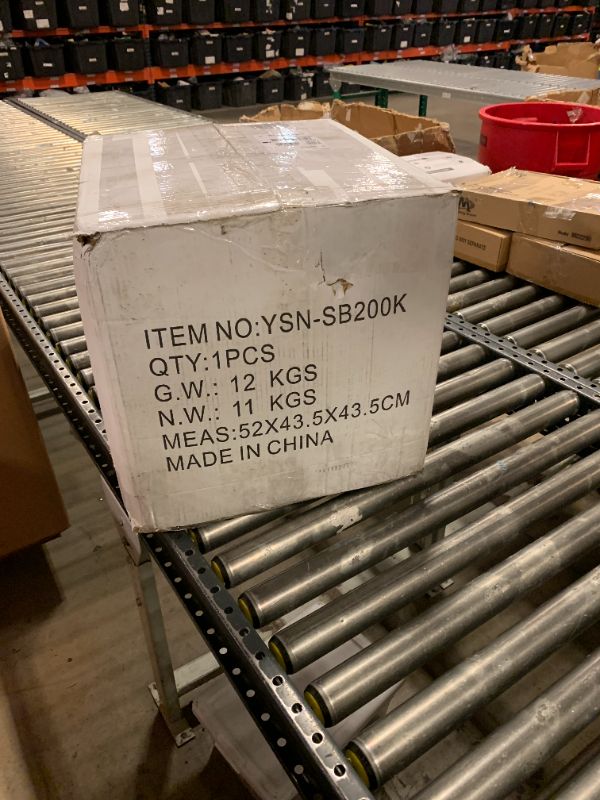 ITEM NO:YSN-SB200K
QTY:1PCS
G.W.: 12 KGS
N.W.: 11 KGS
MEAS:52X43.5X43.5CM
MADE IN CHINA